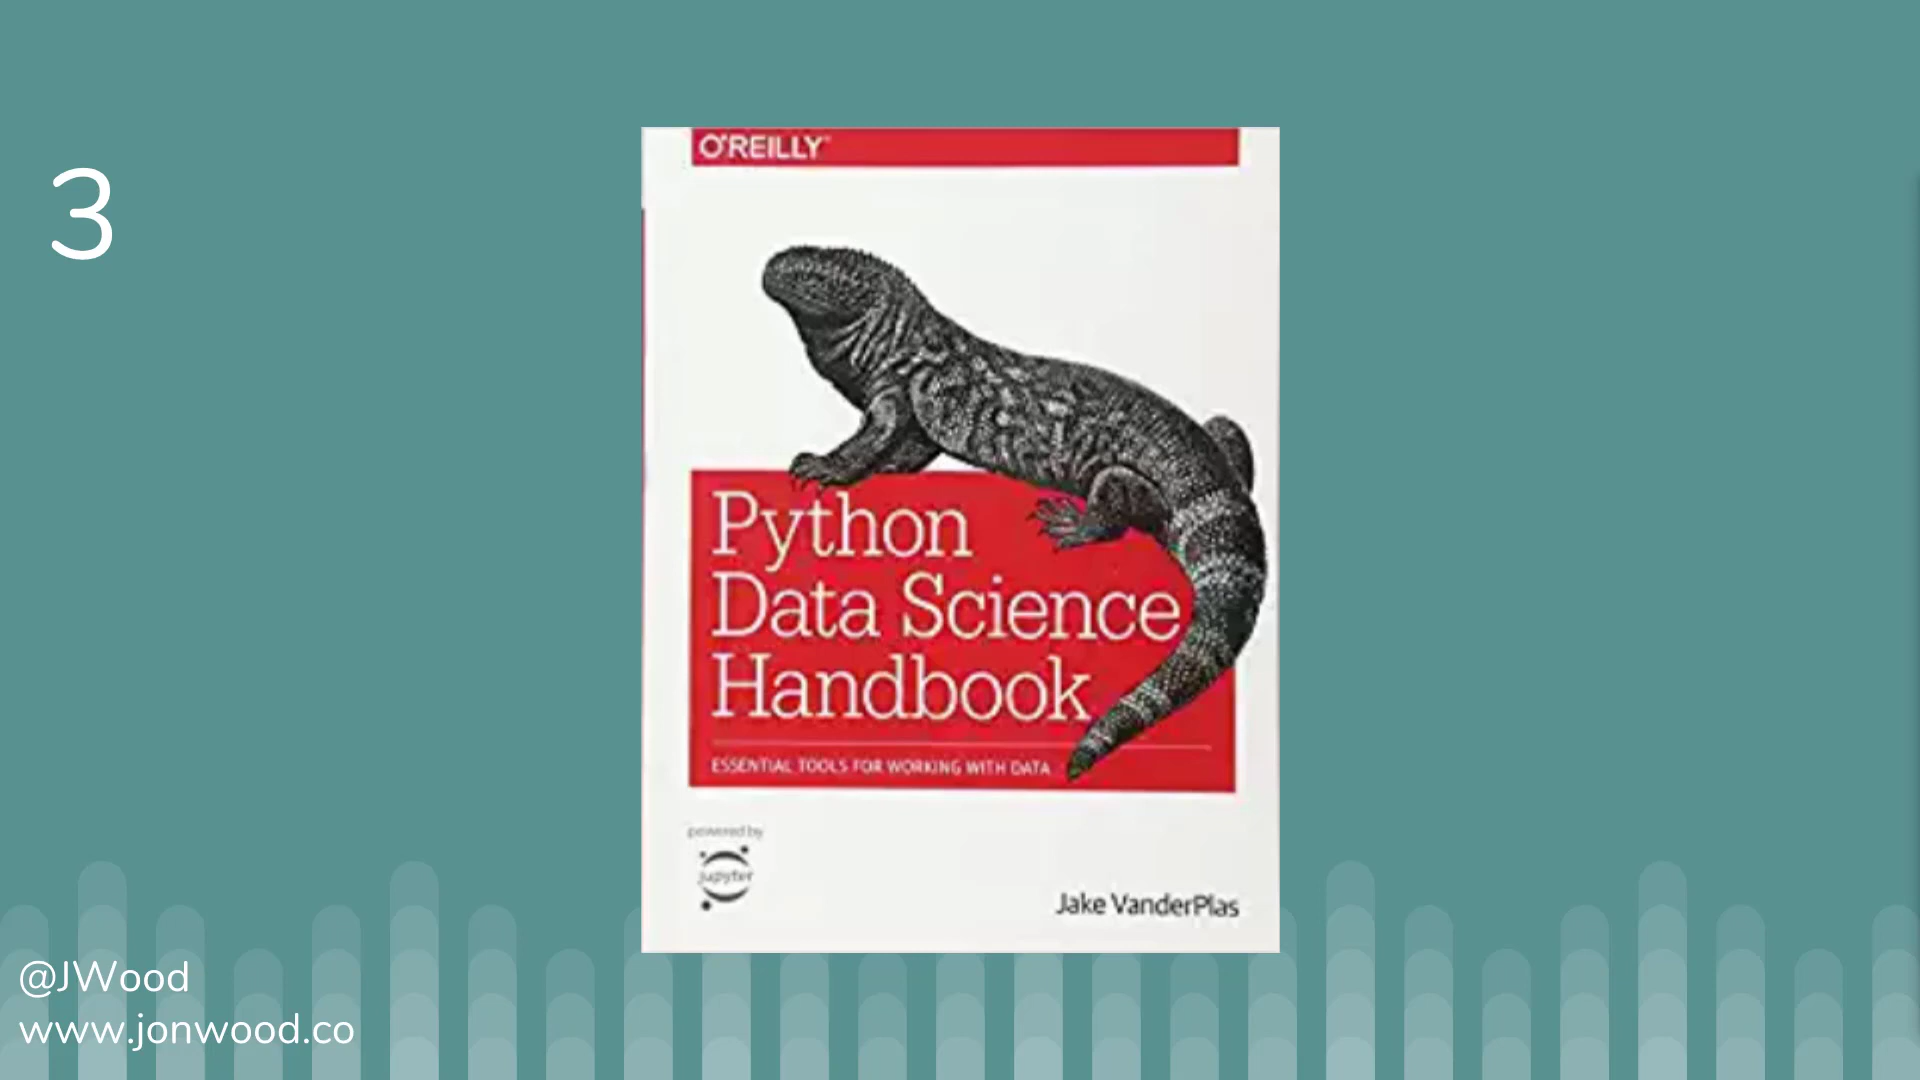 3
O'REILLY™
Python
Data Science
Handbook
ESSENTIAL TOOLS FOR WORKING WITH DATA
powered by
jupyter
Jake VanderPlas
@JWood
www.jonwood.co